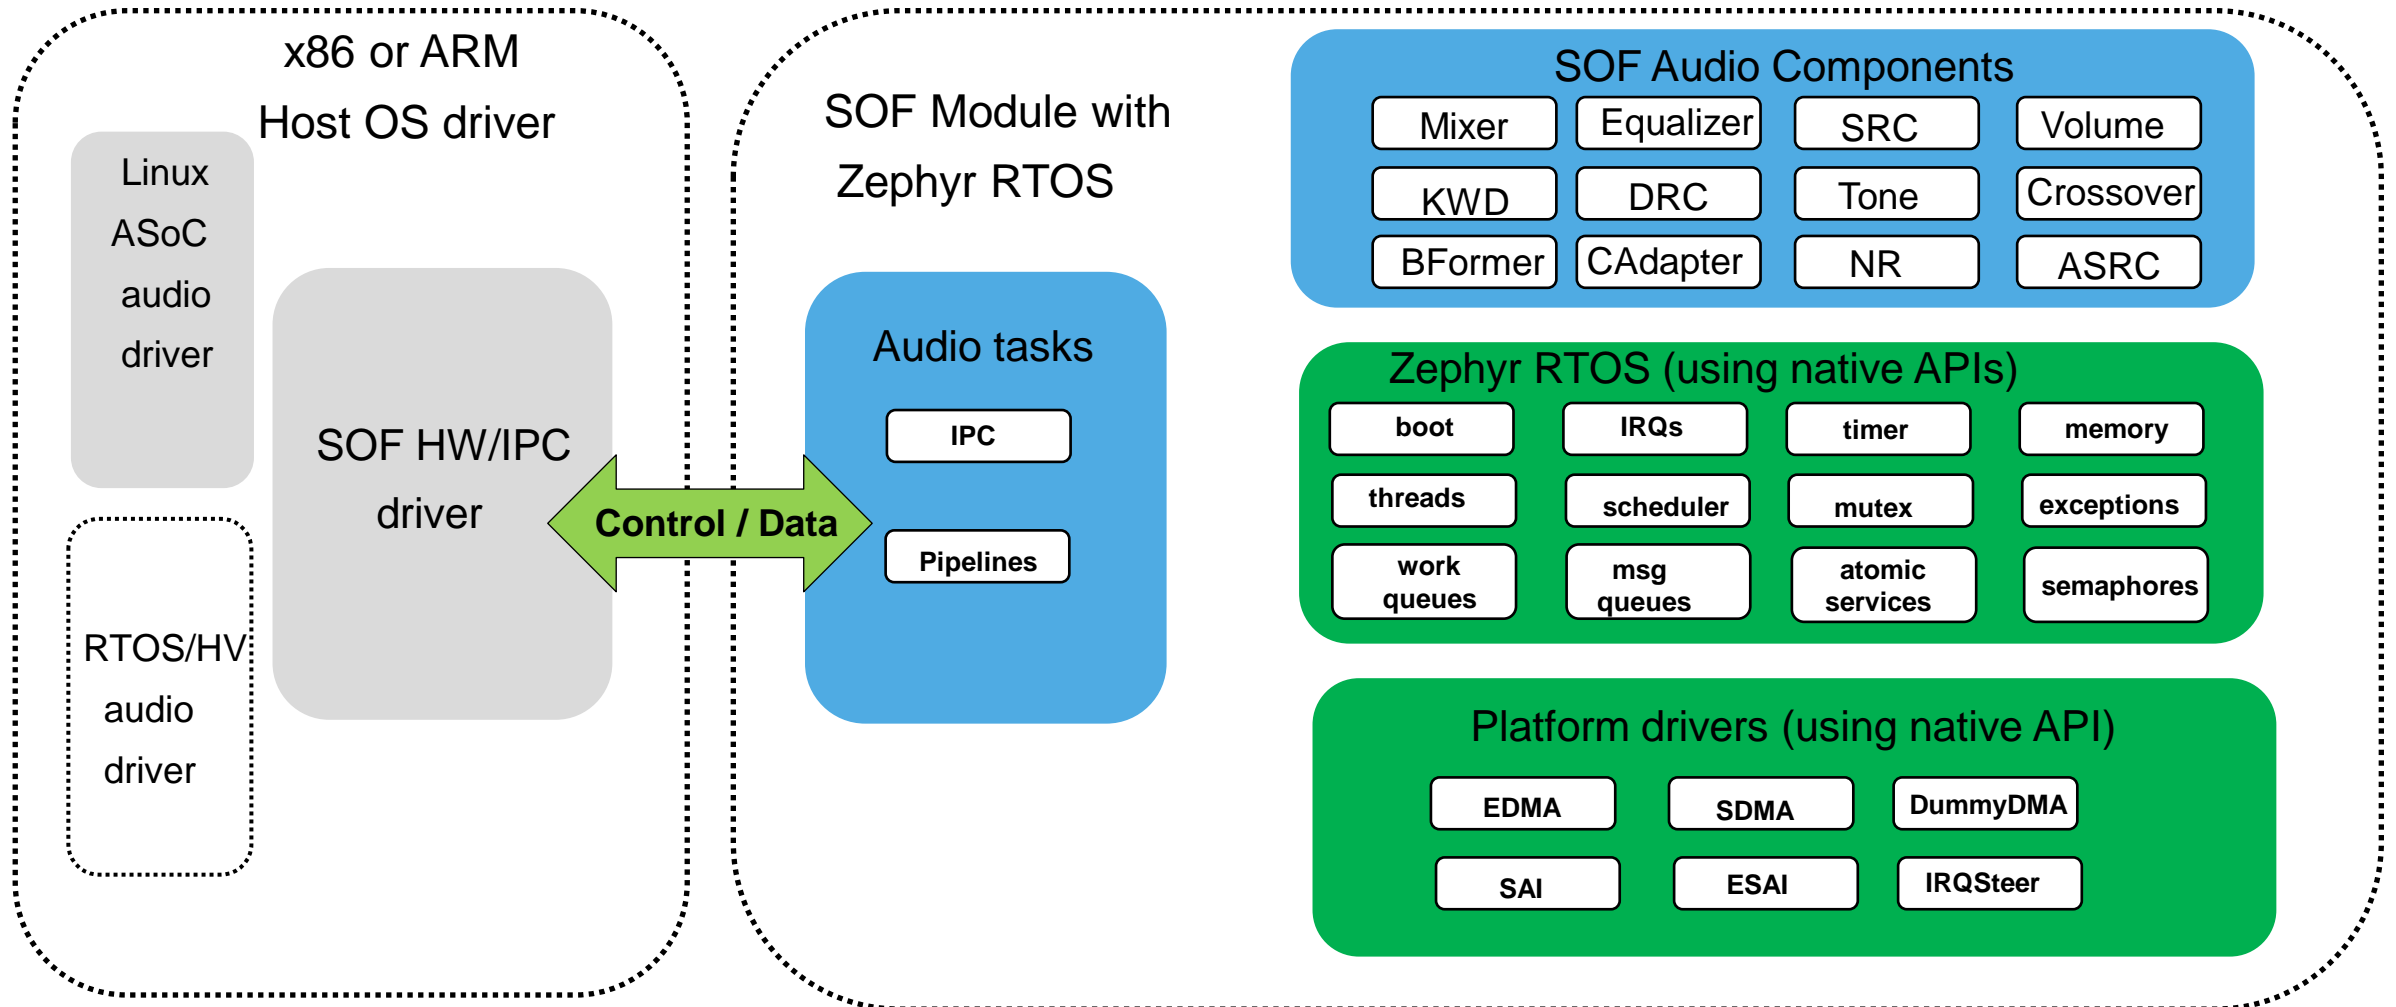 x86 or ARM
Host OS driver
Linux
ASoC
audio
driver
SOF HW/IPC
driver
RTOS/HV
audio
driver
Control / Data
SOF Module with
Zephyr RTOS
Audio tasks
IPC
Pipelines
SOF Audio Components
Mixer Equalizer SRC Volume
KWD DRC Tone Crossover
BFormer CAdapter NR ASRC
Zephyr RTOS (using native APIs)
boot IRQs timer memory
threads scheduler mutex exceptions
work msg atomic semaphores
queues queues services
Platform drivers (using native API)
EDMA SDMA DummyDMA
SAI ESAI IRQSteer